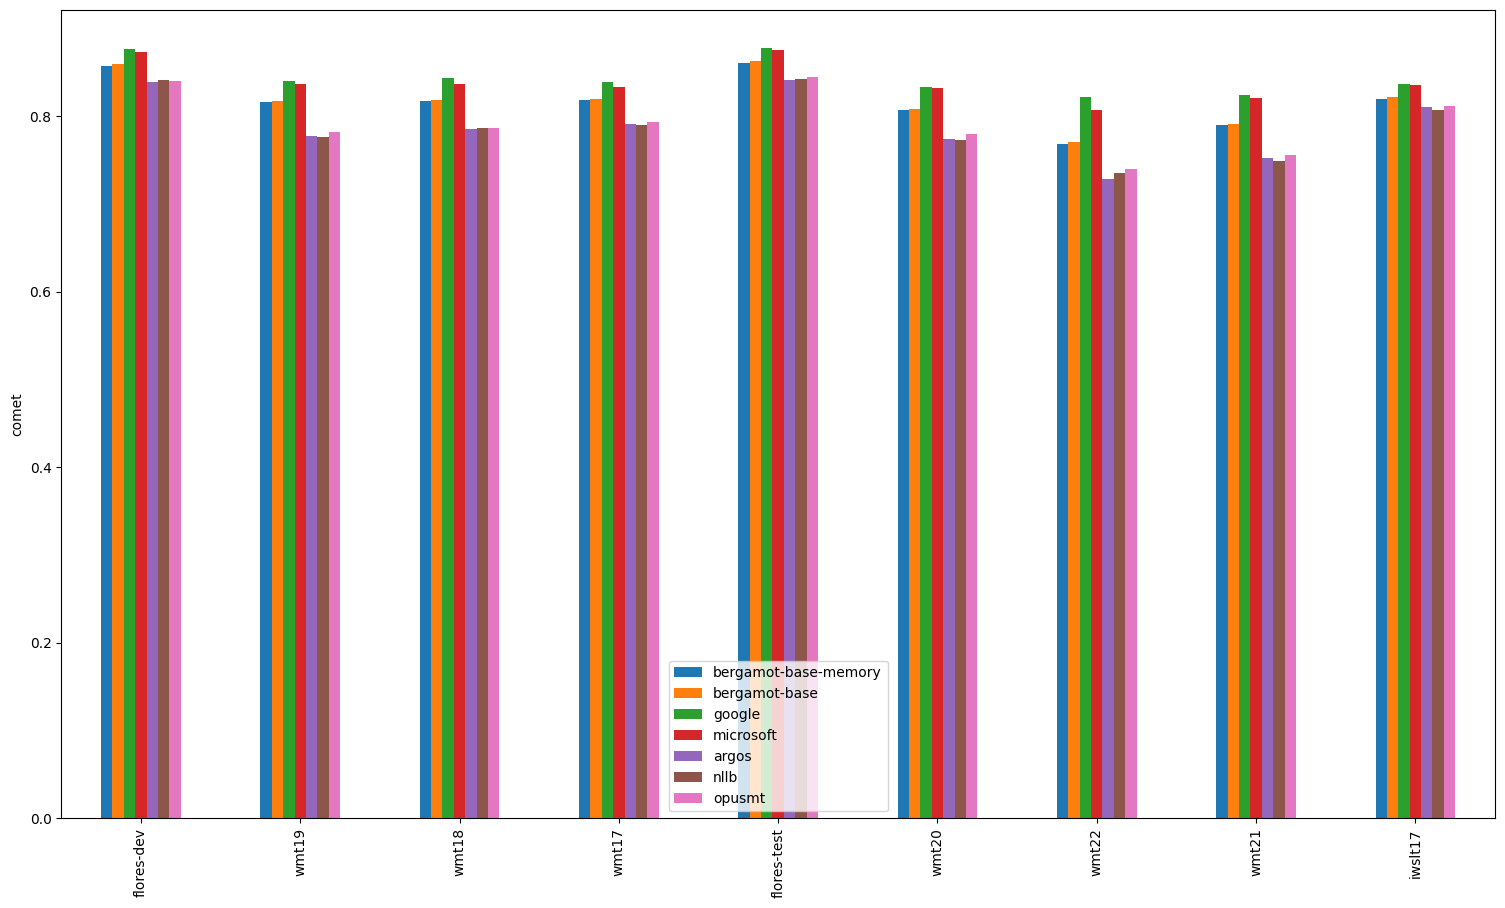 comet
0.8
0.6
0.4
0.2
0.0
bergamot-base-memory
bergamot-base
google
microsoft
argos
nllb
opusmt
flores-dev
wmt19
wmt18
wmt17
flores-test
wmt20
wmt22
wmt21
iwslt17